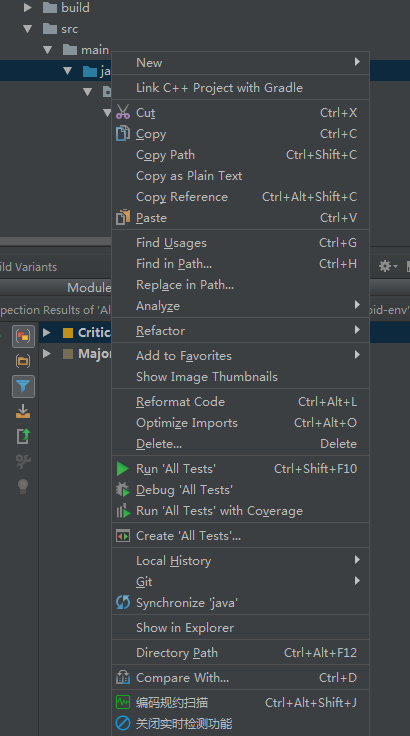 build
src
main
ja
New
Link C++ Project with Gradle
Cut Ctrl+X
Copy Ctrl+C
Copy Path Ctrl+Shift+C
Copy as Plain Text
Copy Reference Ctrl+Alt+Shift+C
Paste Ctrl+V
Find Usages Ctrl+G
ild Variants
Find in Path... Ctrl+H
Replace in Path...
Module
Analyze
pection Results of 'Al
oid-env'
Refactor
Critic
Add to Favorites
Major
Show Image Thumbnails
Reformat Code Ctrl+Alt+L
Optimize Imports Ctrl+Alt+O
Delete... Delete
Run 'All Tests' Ctrl+Shift+F10
Debug 'All Tests'
Run 'All Tests' with Coverage
Create 'All Tests'...
Local History
Git
Synchronize 'java'
Show in Explorer
Directory Path Ctrl+Alt+F12
Compare With... Ctrl+D
编码规约扫描 Ctrl+Alt+Shift+J
关闭实时检测功能